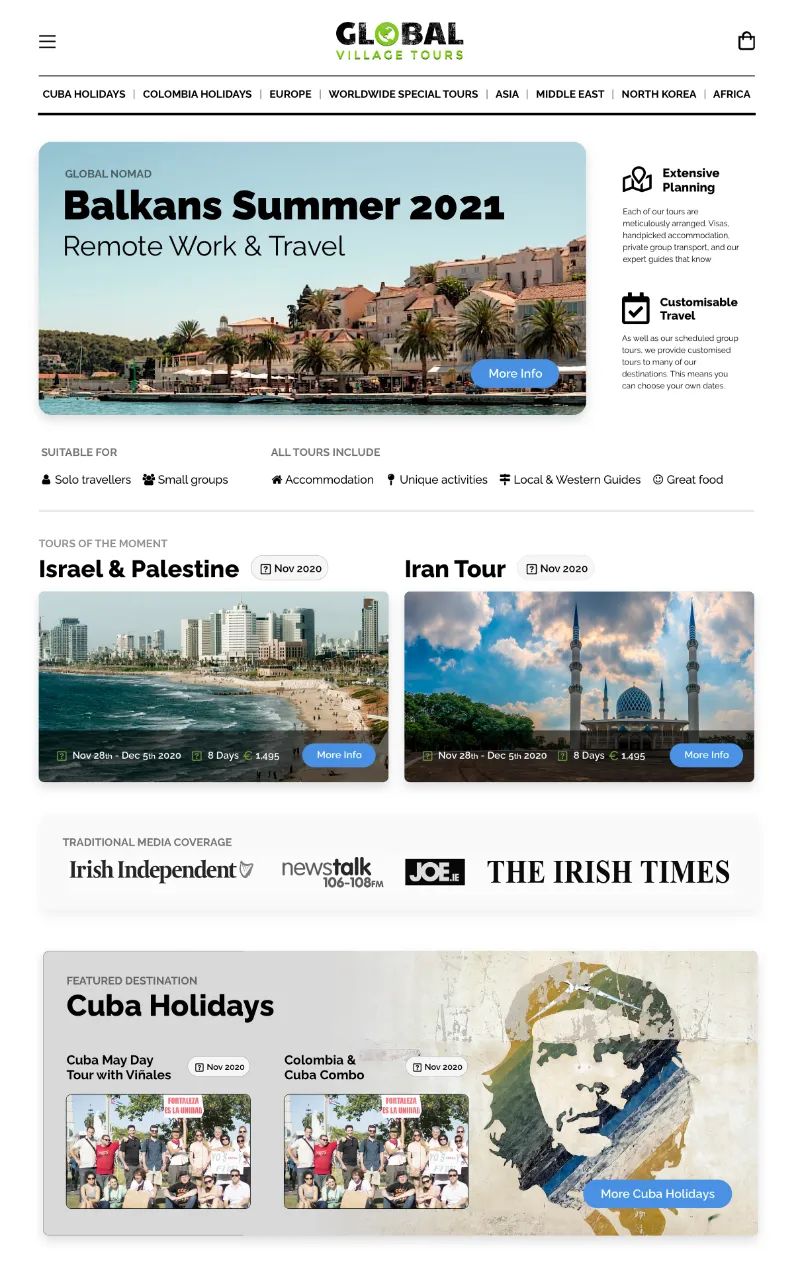 GLOBAL
VILLAGE TOURS
CUBA HOLIDAYS | COLOMBIA HOLIDAYS | EUROPE | WORLDWIDE SPECIAL TOURS | ASIA | MIDDLE EAST | NORTH KOREA | AFRICA
GLOBAL NOMAD
Balkans Summer 2021
Remote Work & Travel
More Info
Extensive
Planning
Each of our tours are
meticulously arranged. Visas,
handpicked accommodation,
private group transport, and our
expert guides that know
Customisable
Travel
As well as our scheduled group
tours, we provide customised
tours to many of our
destinations. This means you
can choose your own dates.
SUITABLE FOR
Solo travellers Small groups
ALL TOURS INCLUDE
Accommodation Unique activities Local & Western Guides Great food
TOURS OF THE MOMENT
Israel & Palestine Nov 2020
Nov 28th - Dec 5th 2020 8 Days € 1,495 More Info
Iran Tour Nov 2020
Nov 28th - Dec 5th 2020 8 Days € 1,495 More Info
TRADITIONAL MEDIA COVERAGE
Irish Independent
newstalk
106-108FM
JOE.IE
THE IRISH TIMES
FEATURED DESTINATION
Cuba Holidays
Cuba May Day
Tour with Viñales
Nov 2020
FORTALEZA
ES LA UNIDAD
Colombia &
Cuba Combo
Nov 2020
FORTALEZA
ES LA UNIDAD
More Cuba Holidays